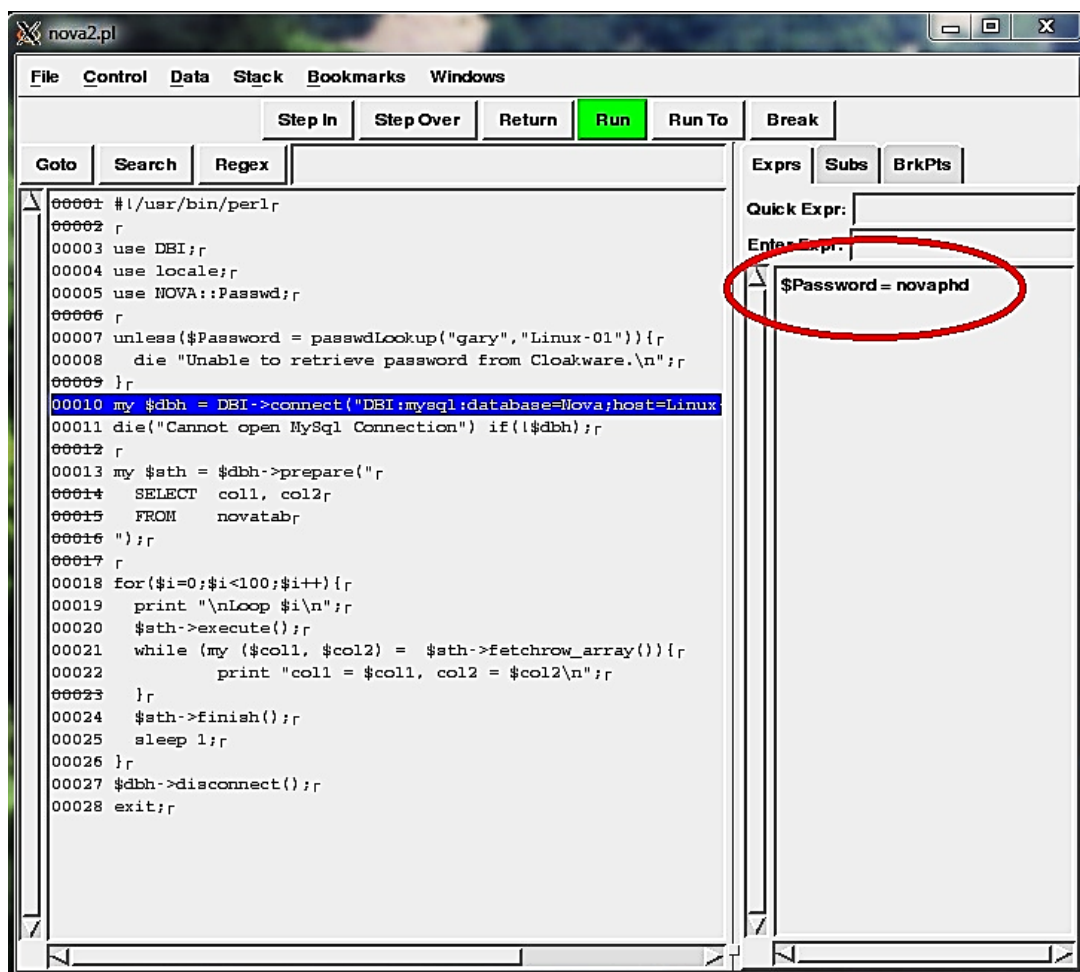 nova2.pl
File Control Data Stack Bookmarks Windows
Step In Step Over Return Run Run To Break
Goto Search Regex
Exprs Subs BrkPts
Quick Expr:
Enter Expr:
$Password = novaphd
00001 #!/usr/bin/perl┌
00002 ┌
00003 use DBI;┌
00004 use locale;┌
00005 use NOVA::Passwd;┌
00006 ┌
00007 unless($Password = passwdLookup("gary","Linux-01")){┌
00008   die "Unable to retrieve password from Cloakware.\n";┌
00009 }┌
00010 my $dbh = DBI->connect("DBI:mysql:database=Nova;host=Linux-
00011 die("Cannot open MySql Connection") if(!$dbh);┌
00012 ┌
00013 my $sth = $dbh->prepare("┌
00014   SELECT  col1, col2┌
00015   FROM    novatab┌
00016 ");┌
00017 ┌
00018 for($i=0;$i<100;$i++){┌
00019   print "\nLoop $i\n";┌
00020   $sth->execute();┌
00021   while (my ($col1, $col2) =  $sth->fetchrow_array()){┌
00022         print "col1 = $col1, col2 = $col2\n";┌
00023   }┌
00024   $sth->finish();┌
00025   sleep 1;┌
00026 }┌
00027 $dbh->disconnect();┌
00028 exit;┌